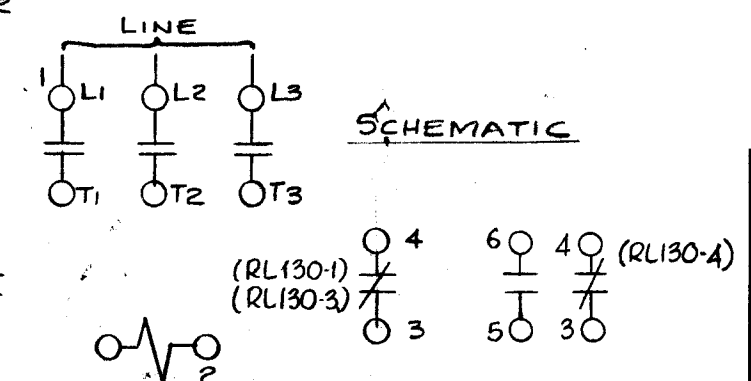 LINE
1 L1 L2 L3
SCHEMATIC
T1 T2 T3
4 6 4 (RL130-4)
(RL130-1)
(RL130-3)
3 5 3
2